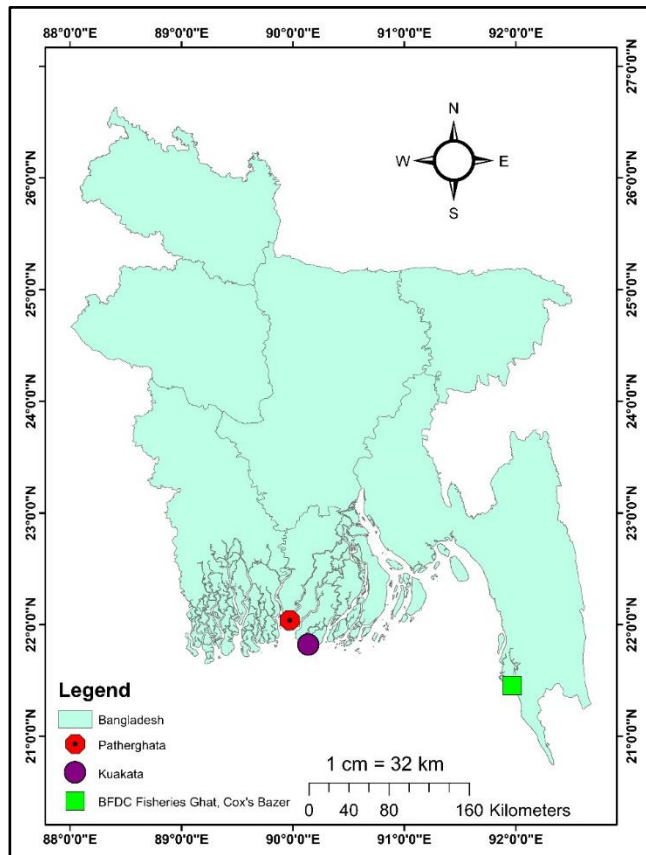 88°0'0"E 89°0'0"E 90°0'0"E 91°0'0"E 92°0'0"E
27°0'0"N 27°0'0"N
N
W E
S
26°0'0"N 26°0'0"N
25°0'0"N 25°0'0"N
24°0'0"N 24°0'0"N
23°0'0"N 23°0'0"N
22°0'0"N 22°0'0"N
21°0'0"N 21°0'0"N
Legend
Bangladesh
Patherghata
Kuakata
BFDC Fisheries Ghat, Cox's Bazer
1 cm = 32 km
0 40 80 160 Kilometers
88°0'0"E 89°0'0"E 90°0'0"E 91°0'0"E 92°0'0"E